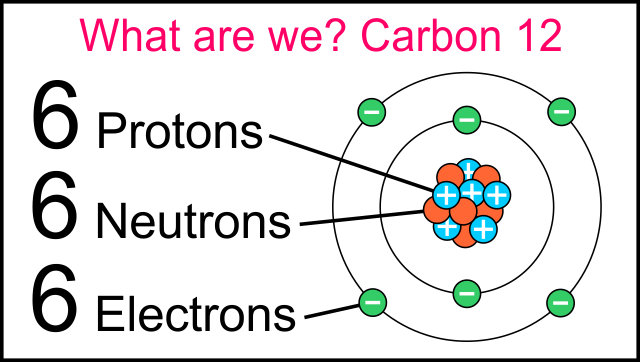 What are we? Carbon 12
6 Protons
6 Neutrons
6 Electrons